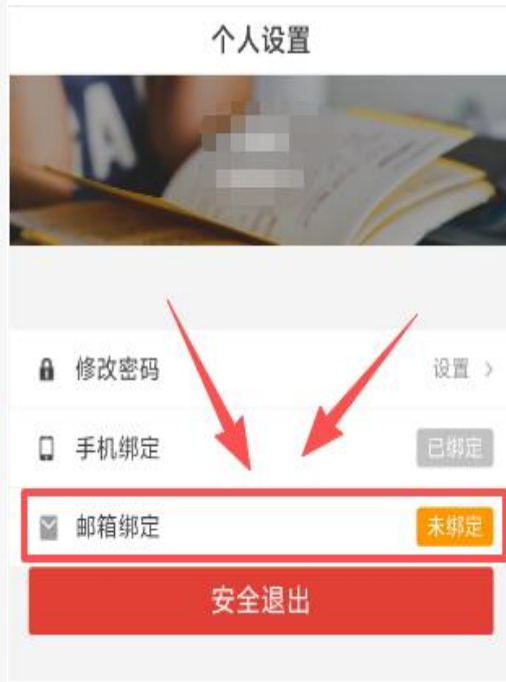 个人设置
修改密码 设置 >
手机绑定 已绑定
邮箱绑定 未绑定
安全退出